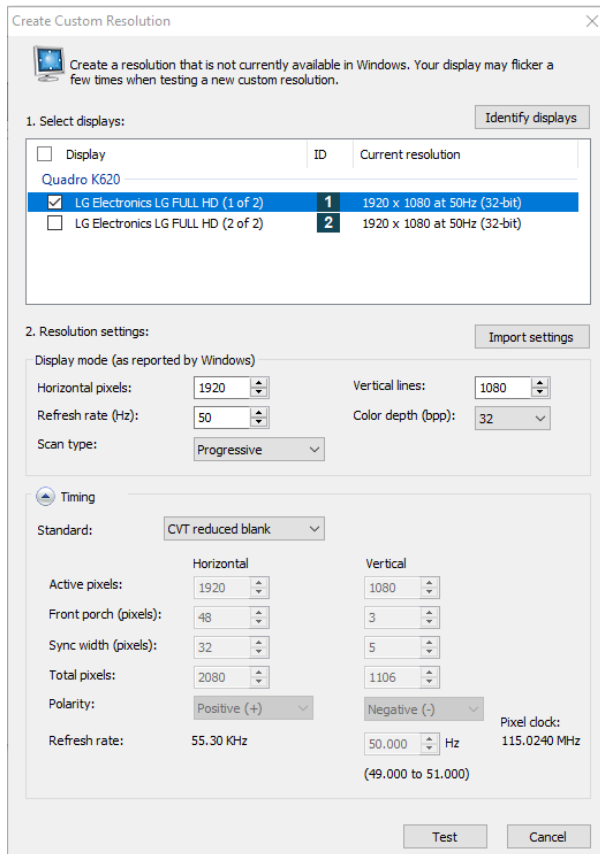 Create Custom Resolution
Create a resolution that is not currently available in Windows. Your display may flicker a
few times when testing a new custom resolution.
1. Select displays:
Identify displays
Display ID Current resolution
Quadro K620
LG Electronics LG FULL HD (1 of 2) 1 1920 x 1080 at 50Hz (32-bit)
LG Electronics LG FULL HD (2 of 2) 2 1920 x 1080 at 50Hz (32-bit)
2. Resolution settings:
Import settings
Display mode (as reported by Windows)
Horizontal pixels: 1920 Vertical lines: 1080
Refresh rate (Hz): 50 Color depth (bpp): 32
Scan type: Progressive
Timing
Standard: CVT reduced blank
Horizontal Vertical
Active pixels: 1920 1080
Front porch (pixels): 48 3
Sync width (pixels): 32 5
Total pixels: 2080 1106
Polarity: Positive (+) Negative (-)
Pixel clock:
Refresh rate: 55.30 KHz 50.000 Hz 115.0240 MHz
(49.000 to 51.000)
Test Cancel